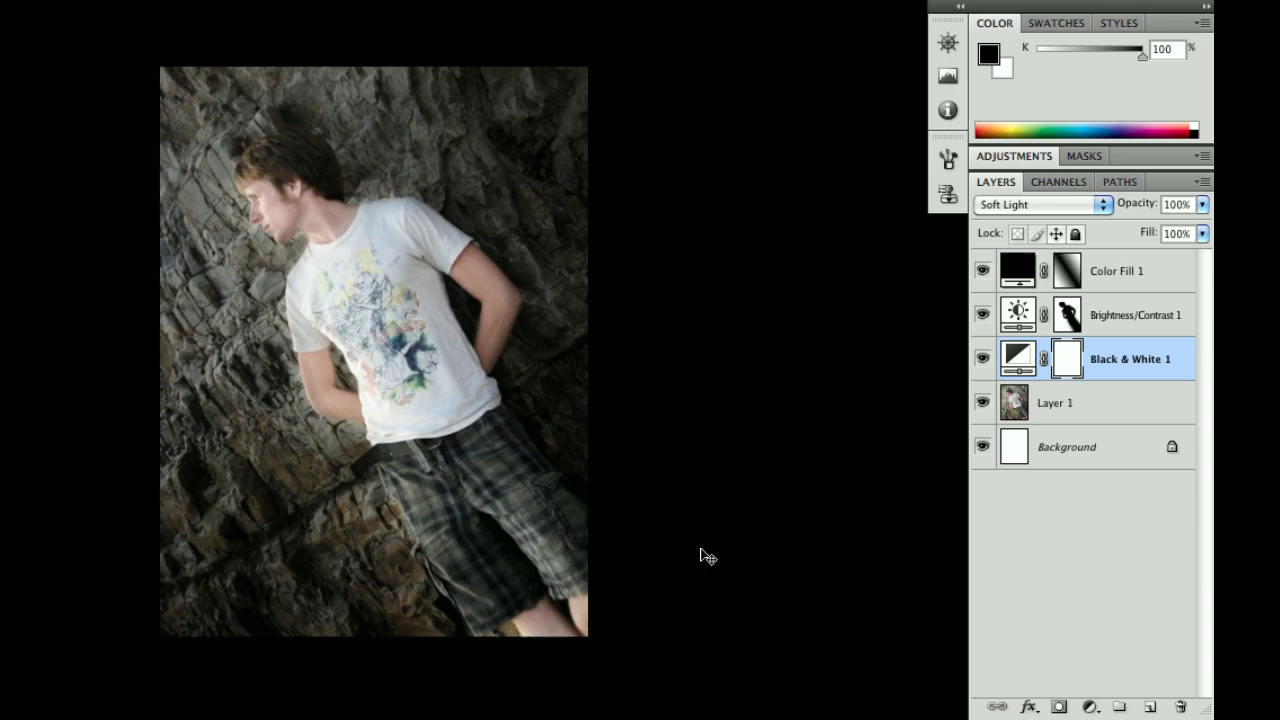 COLOR SWATCHES STYLES
K 100 %
ADJUSTMENTS MASKS
LAYERS CHANNELS PATHS
Soft Light Opacity: 100%
Lock: Fill: 100%
Color Fill 1
Brightness/Contrast 1
Black & White 1
Layer 1
Background
fx